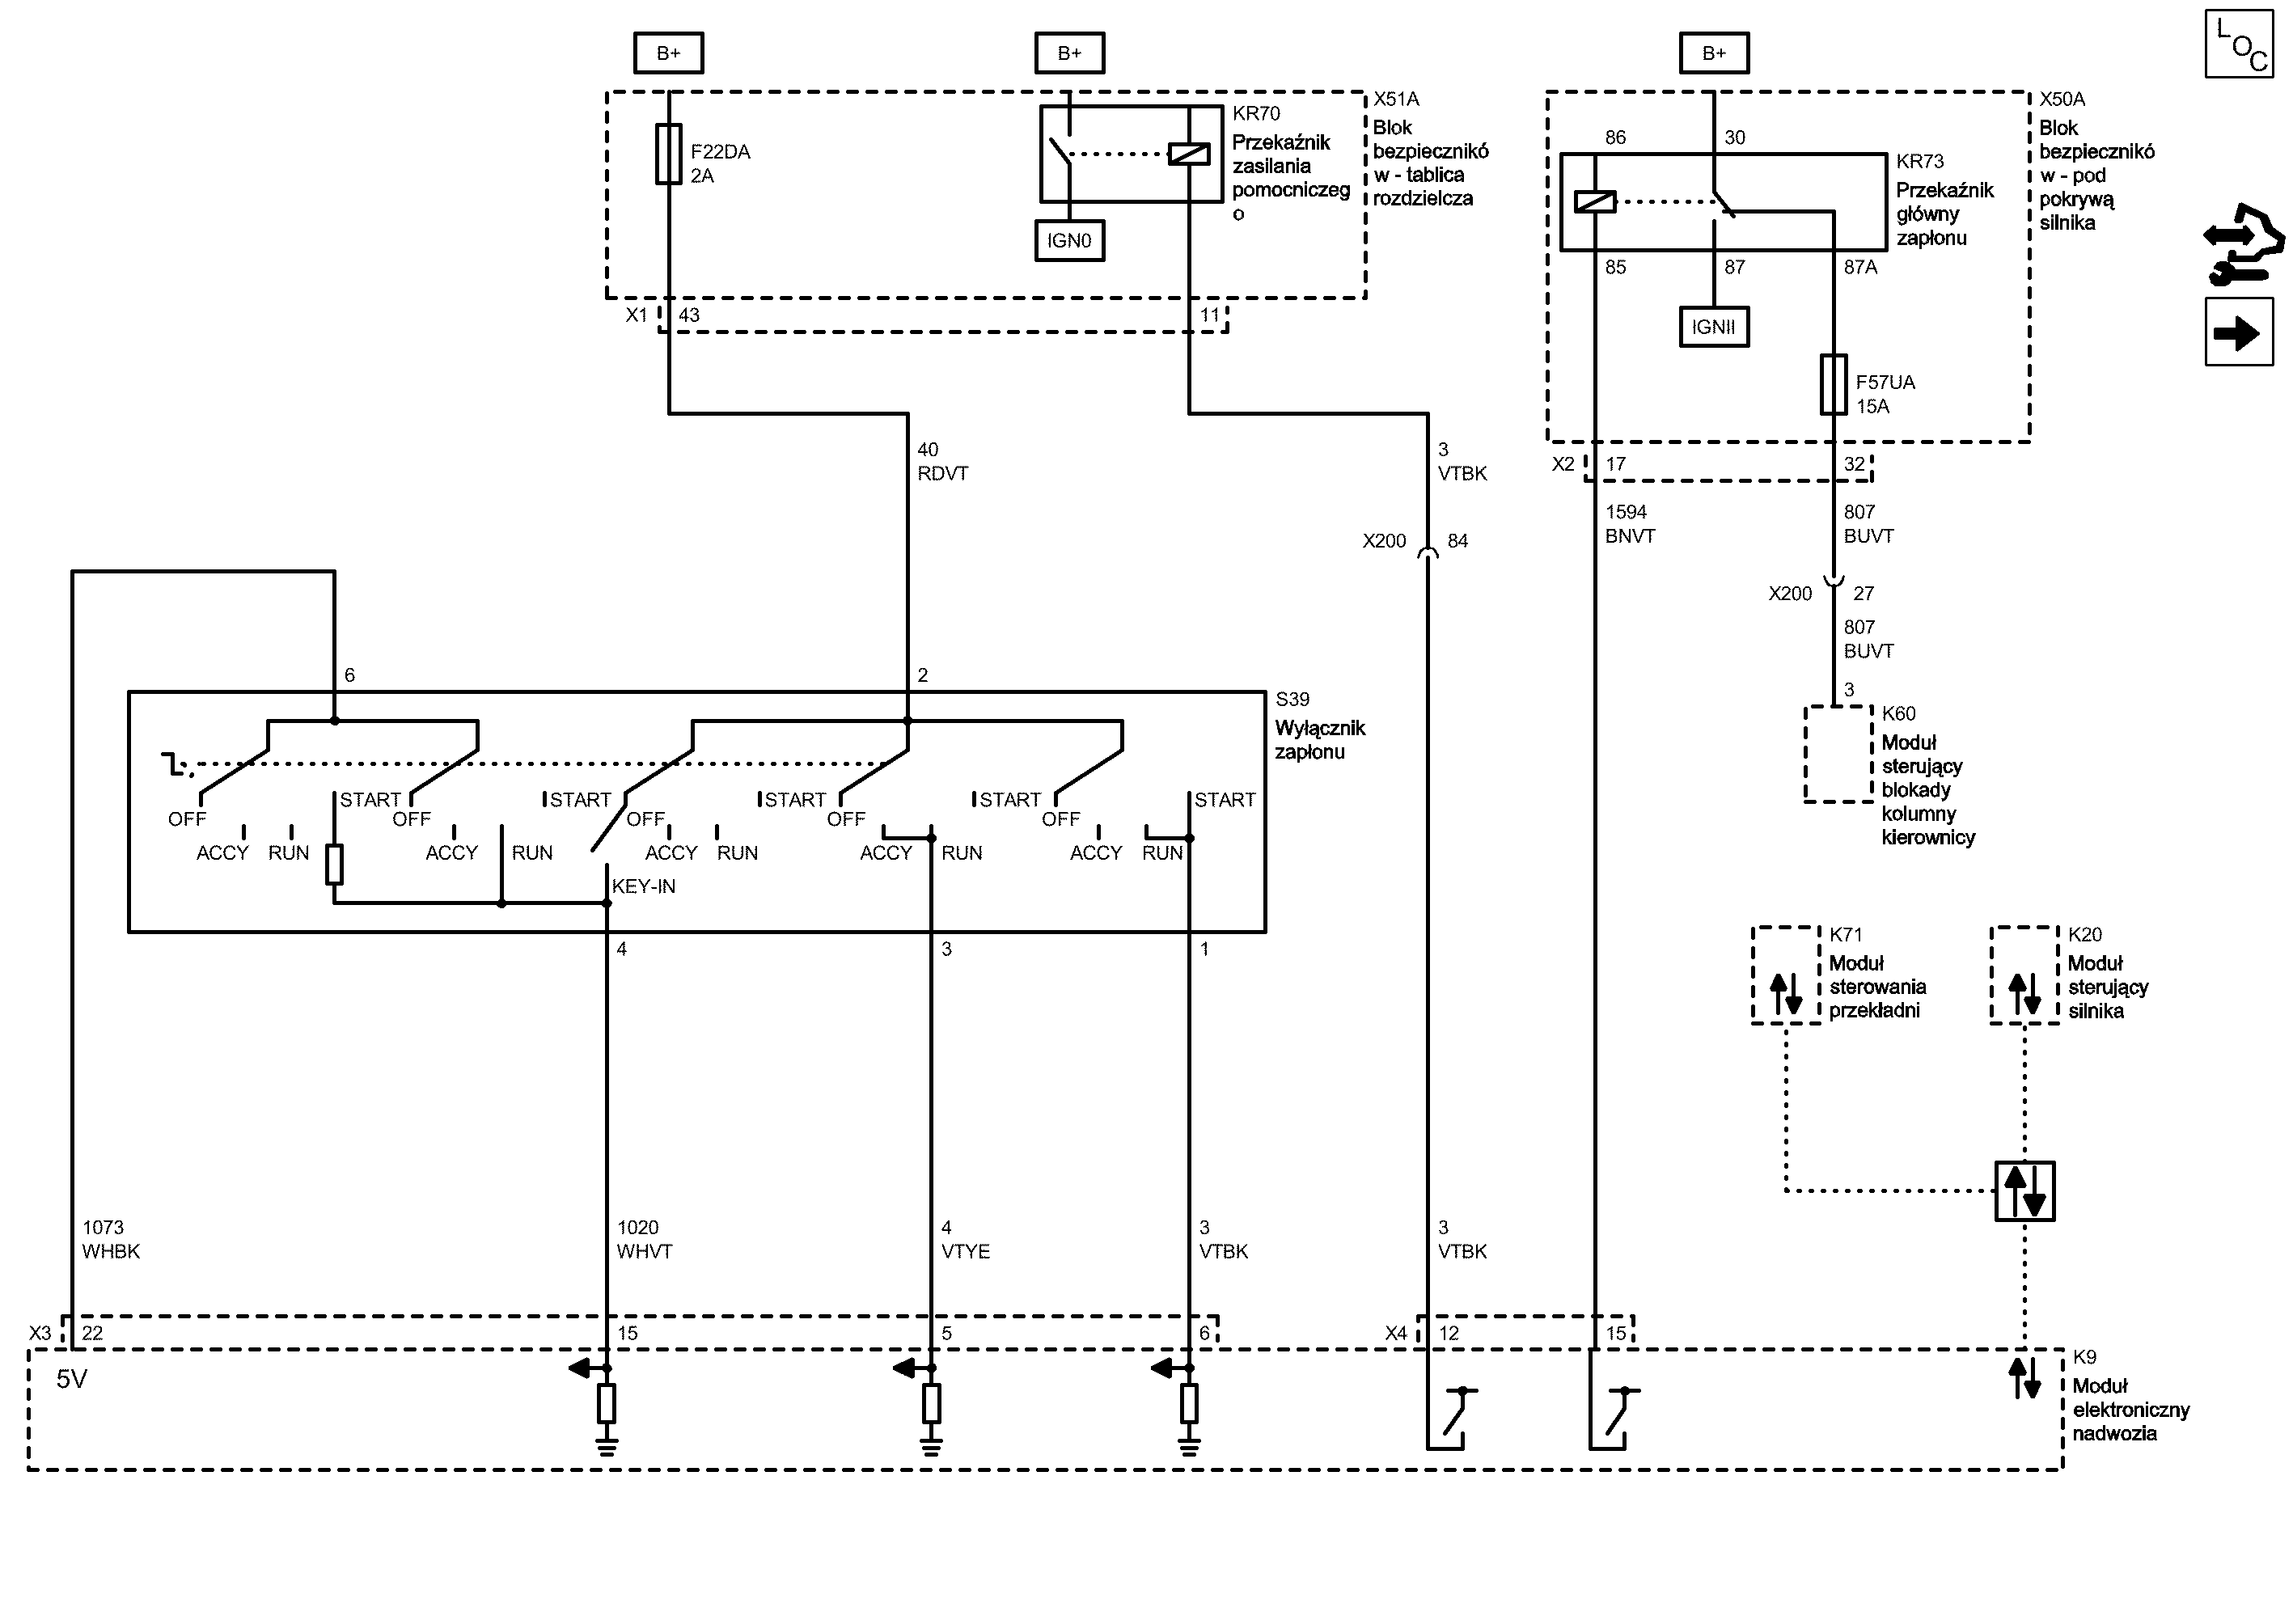 B+
B+
B+
L
O
C
X51A
Blok
bezpiecznikó
w - tablica
rozdzielcza
X50A
Blok
bezpiecznikó
w - pod
pokrywą
silnika
F22DA
2A
KR70
Przekaźnik
zasilania
pomocniczeg
o
IGN0
86
30
KR73
Przekaźnik
główny
zapłonu
85
87
87A
IGNII
X1
43
11
F57UA
15A
40
RDVT
3
VTBK
X2
17
32
1594
BNVT
807
BUVT
X200
84
X200
27
807
BUVT
3
K60
Moduł
sterujący
blokady
kolumny
kierownicy
6
2
S39
Wyłącznik
zapłonu
OFF
START
OFF
START
OFF
START
OFF
START
OFF
START
ACCY
RUN
ACCY
RUN
ACCY
RUN
ACCY
RUN
ACCY
RUN
KEY-IN
4
3
1
K71
Moduł
sterowania
przekładni
K20
Moduł
sterujący
silnika
1073
WHBK
1020
WHVT
4
VTYE
3
VTBK
3
VTBK
X3
22
15
5
6
X4
12
15
5V
K9
Moduł
elektroniczny
nadwozia